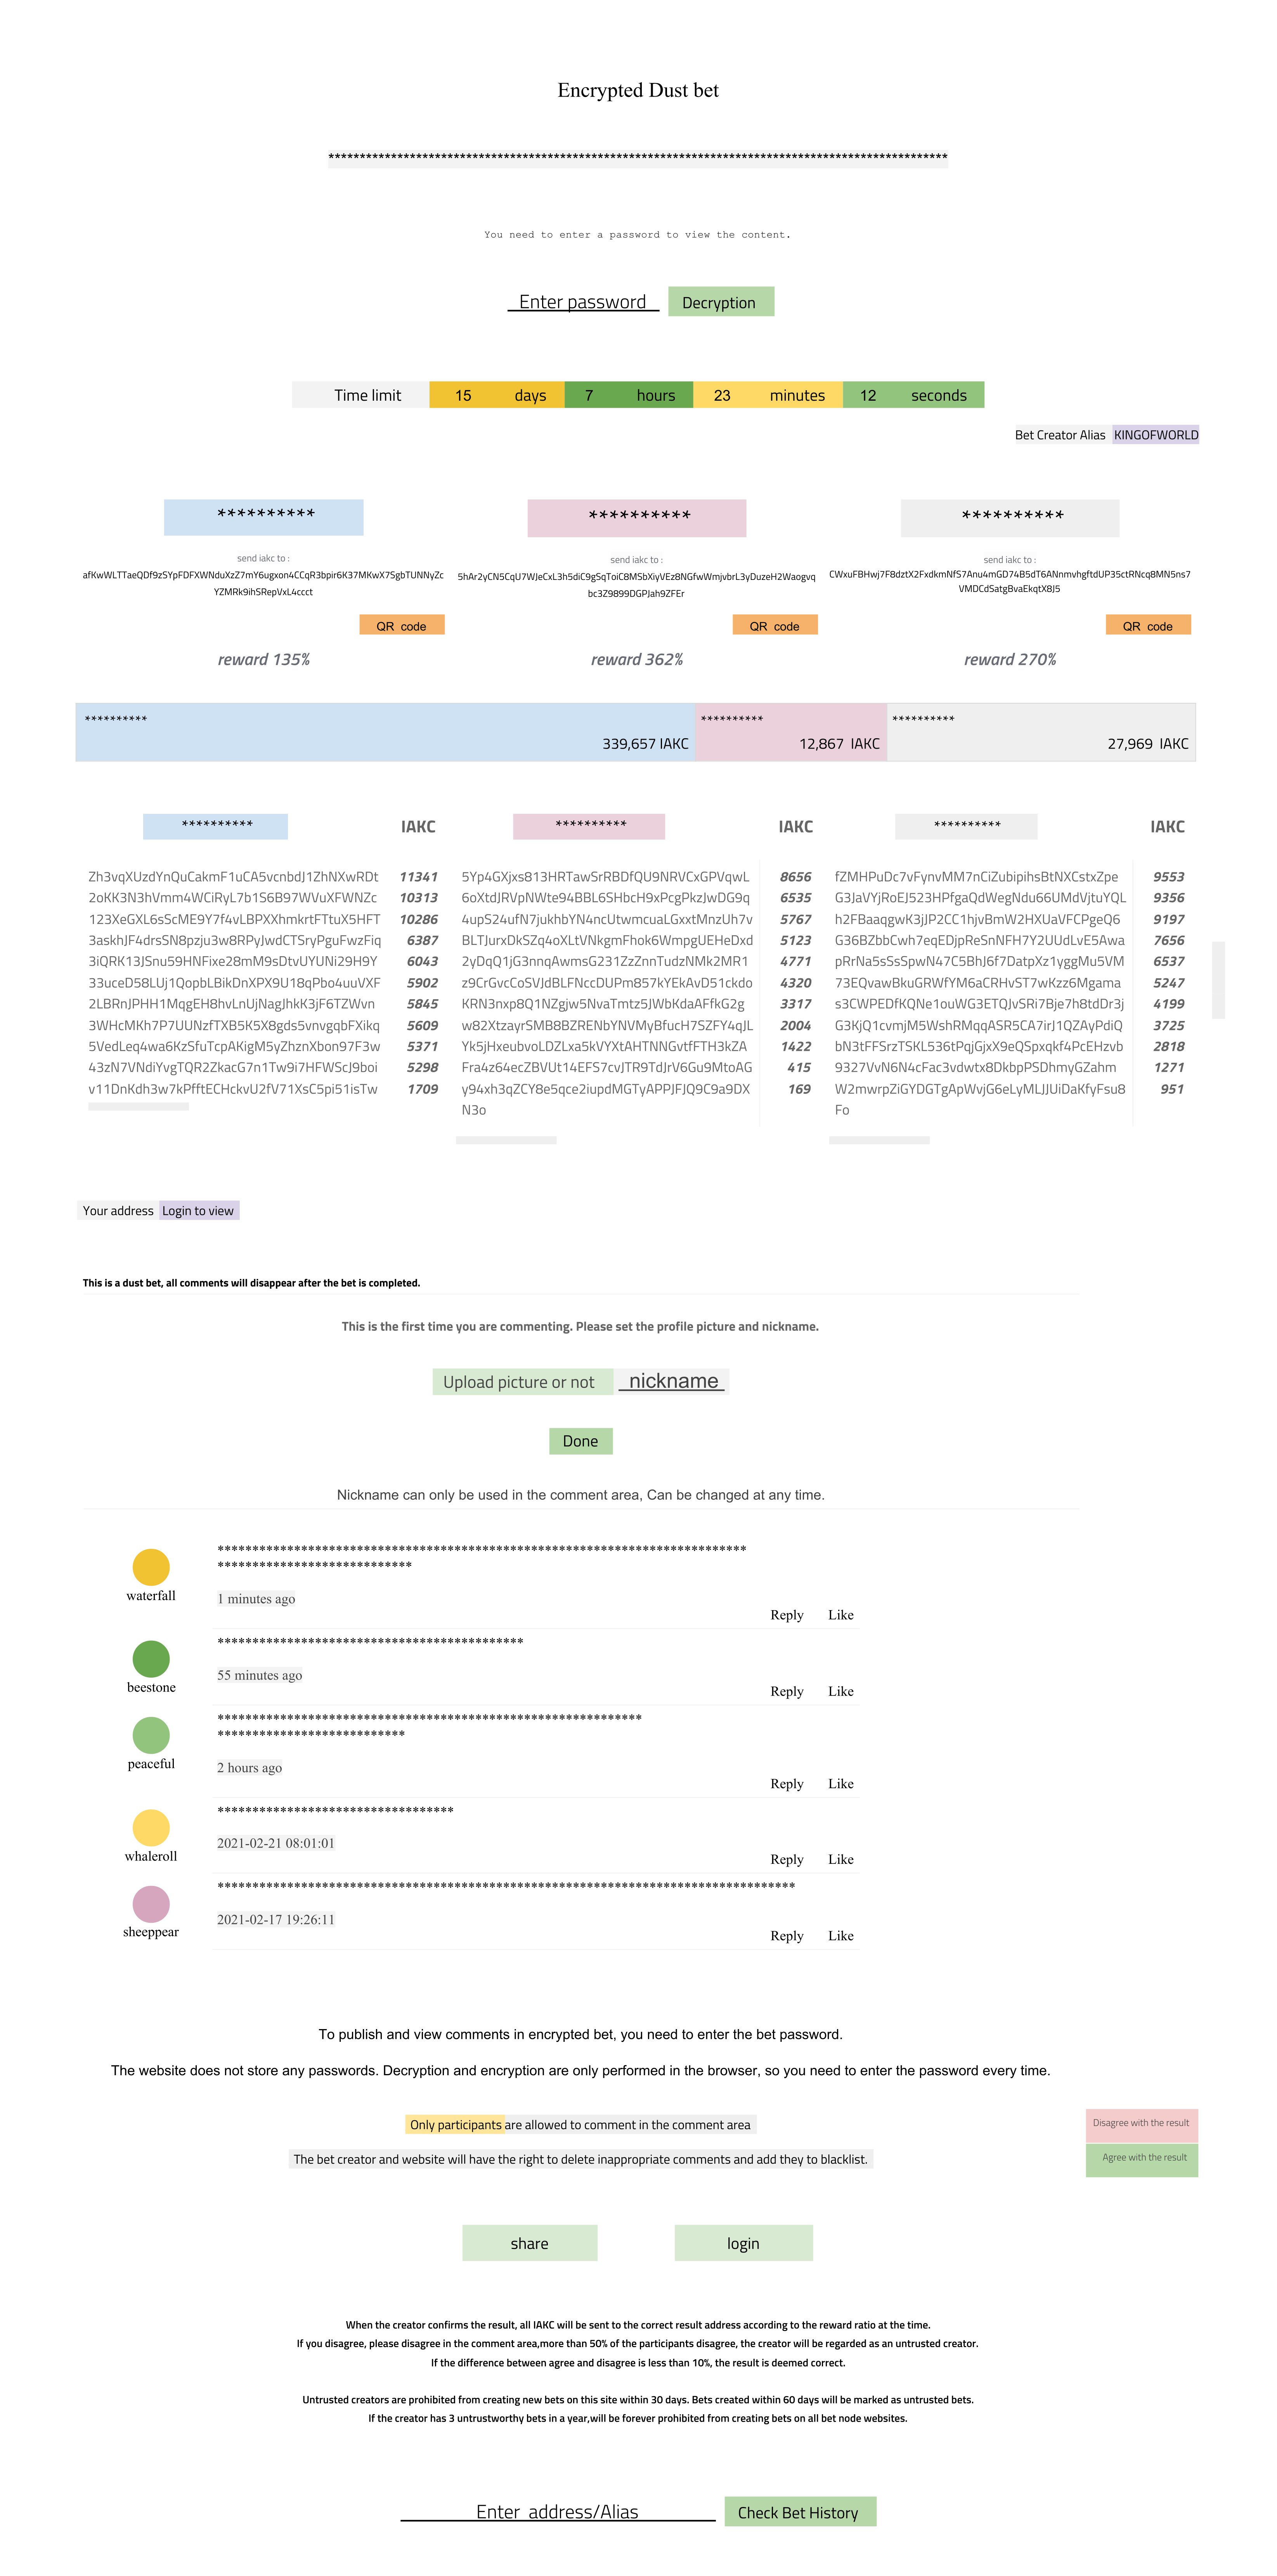 Encrypted Dust bet
***************************************************************************************************
You need to enter a password to view the content.
Enter password Decryption
Time limit 15 days 7 hours 23 minutes 12 seconds
Bet Creator Alias KINGOFWORLD
********** ********** **********
send iakc to : send iakc to : send iakc to :
afKwWLTTaeQDf9zSYpFDFXWNduXzZ7mY6ugxon4CCqR3bpir6K37MKwX7SgbTUNNyZc 5hAr2yCN5CqU7WJeCxL3h5diC9gSqToiC8MSbXiyVEz8NGfwWmjvbrL3yDuzeH2Waogvq CWxuFBHwj7F8dztX2FxdkmNfS7Anu4mGD74B5dT6ANnmvhgftdUP35ctRNcq8MN5ns7
YZMRk9ihSRepVxL4ccct bc3Z9899DGPJah9ZFEr VMDCdSatgBvaEkqtX8J5
QR code QR code QR code
reward 135% reward 362% reward 270%
********** ********** **********
339,657 IAKC 12,867 IAKC 27,969 IAKC
********** IAKC ********** IAKC ********** IAKC
Zh3vqXUzdYnQuCakmF1uCA5vcnbdJ1ZhNXwRDt 11341 5Yp4GXjxs813HRTawSrRBDfQU9NRVCxGPVqwL 8656 fZMHPuDc7vFynvMM7nCiZubipihsBtNXCstxZpe 9553
2oKK3N3hVmm4WCiRyL7b1S6B97WVuXFWNZc 10313 6oXtdJRVpNWte94BBL6SHbcH9xPcgPkzJwDG9q 6535 G3JaVYjRoEJ523HPfgaQdWegNdu66UMdVjtuYQL 9356
123XeGXL6sScME9Y7f4vLBPXXhmkrtFTtuX5HFT 10286 4upS24ufN7jukhbYN4ncUtwmcuaLGxxtMnzUh7v 5767 h2FBaaqgwK3jJP2CC1hjvBmW2HXUaVFCPgeQ6 9197
3askhJF4drsSN8pzju3w8RPyJwdCTSryPguFwzFiq 6387 BLTJurxDkSZq4oXLtVNkgmFhok6WmpgUEHeDxd 5123 G36BZbbCwh7eqEDjpReSnNFH7Y2UUdLvE5Awa 7656
3iQRK13JSnu59HNFixe28mM9sDtvUYUNi29H9Y 6043 2yDqQ1jG3nnqAwmsG231ZzZnnTudzNMk2MR1 4771 pRrNa5sSsSpwN47C5BhJ6f7DatpXz1yggMu5VM 6537
33uceD58LUj1QopbLBikDnXPX9U18qPbo4uuVXF 5902 z9CrGvcCoSVJdBLFNccDUPm857kYEkAvD51ckdo 4320 73EQvawBkuGRWfYM6aCRHvST7wKzz6Mgama 5247
2LBRnJPHH1MqgEH8hvLnUjNagJhkK3jF6TZWvn 5845 KRN3nxp8Q1NZgjw5NvaTmtz5JWbKdaAFfkG2g 3317 s3CWPEDfKQNe1ouWG3ETQJvSRi7Bje7h8tdDr3j 4199
3WHcMKh7P7UUNzfTXB5K5X8gds5vnvgqbFXikq 5609 w82XtzayrSMB8BZRENbYNVMyBfucH7SZFY4qJL 2004 G3KjQ1cvmjM5WshRMqqASR5CA7irJ1QZAyPdiQ 3725
5VedLeq4wa6KzSfuTcpAKigM5yZhznXbon97F3w 5371 Yk5jHxeubvoLDZLxa5kVYXtAHTNNGvtfFTH3kZA 1422 bN3tFFSrzTSKL536tPqjGjxX9eQSpxqkf4PcEHzvb 2818
43zN7VNdiYvgTQR2ZkacG7n1Tw9i7HFWScJ9boi 5298 Fra4z64ecZBVUt14EFS7cvJTR9TdJrV6Gu9MtoAG 415 9327VvN6N4cFac3vdwtx8DkbpPSDhmyGZahm 1271
v11DnKdh3w7kPfftECHckvU2fV71XsC5pi51isTw 1709 y94xh3qZCY8e5qce2iupdMGTyAPPJFJQ9C9a9DX 169 W2mwrpZiGYDGTgApWvjG6eLyMLJJUiDaKfyFsu8 951
N3o Fo
Your address Login to view
This is a dust bet, all comments will disappear after the bet is completed.
This is the first time you are commenting. Please set the profile picture and nickname.
Upload picture or not nickname
Done
Nickname can only be used in the comment area, Can be changed at any time.
****************************************************************************
****************************
waterfall
1 minutes ago
Reply Like
********************************************
beestone
55 minutes ago
Reply Like
*************************************************************
***************************
peaceful
2 hours ago
Reply Like
**********************************
whaleroll
2021-02-21 08:01:01
Reply Like
***********************************************************************************
sheeppear
2021-02-17 19:26:11
Reply Like
To publish and view comments in encrypted bet, you need to enter the bet password.
The website does not store any passwords. Decryption and encryption are only performed in the browser, so you need to enter the password every time.
Only participants are allowed to comment in the comment area
Disagree with the result
The bet creator and website will have the right to delete inappropriate comments and add they to blacklist.
Agree with the result
share login
When the creator confirms the result, all IAKC will be sent to the correct result address according to the reward ratio at the time.
If you disagree, please disagree in the comment area,more than 50% of the participants disagree, the creator will be regarded as an untrusted creator.
If the difference between agree and disagree is less than 10%, the result is deemed correct.
Untrusted creators are prohibited from creating new bets on this site within 30 days. Bets created within 60 days will be marked as untrusted bets.
If the creator has 3 untrustworthy bets in a year,will be forever prohibited from creating bets on all bet node websites.
Enter address/Alias Check Bet History